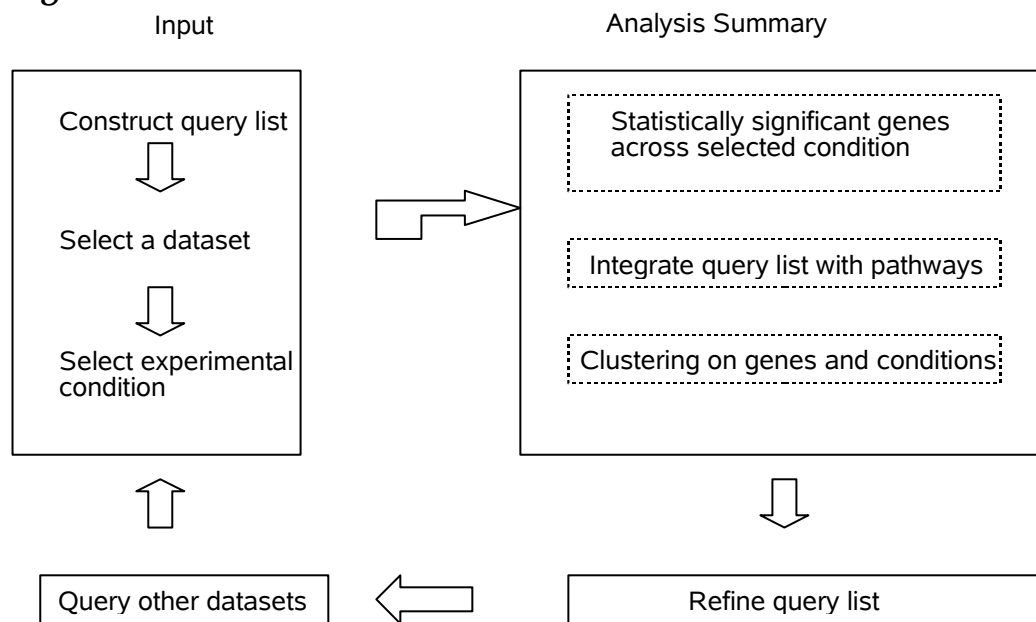 Input
Analysis Summary
Construct query list
Select a dataset
Select experimental
condition
Statistically significant genes
across selected condition
Integrate query list with pathways
Clustering on genes and conditions
Query other datasets
Refine query list